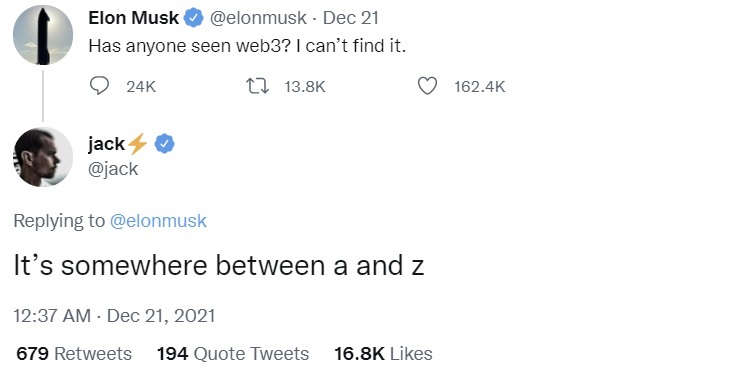 Elon Musk @elonmusk · Dec 21
Has anyone seen web3? I can’t find it.
24K 13.8K 162.4K
jack⚡
@jack
Replying to @elonmusk
It’s somewhere between a and z
12:37 AM · Dec 21, 2021
679 Retweets 194 Quote Tweets 16.8K Likes